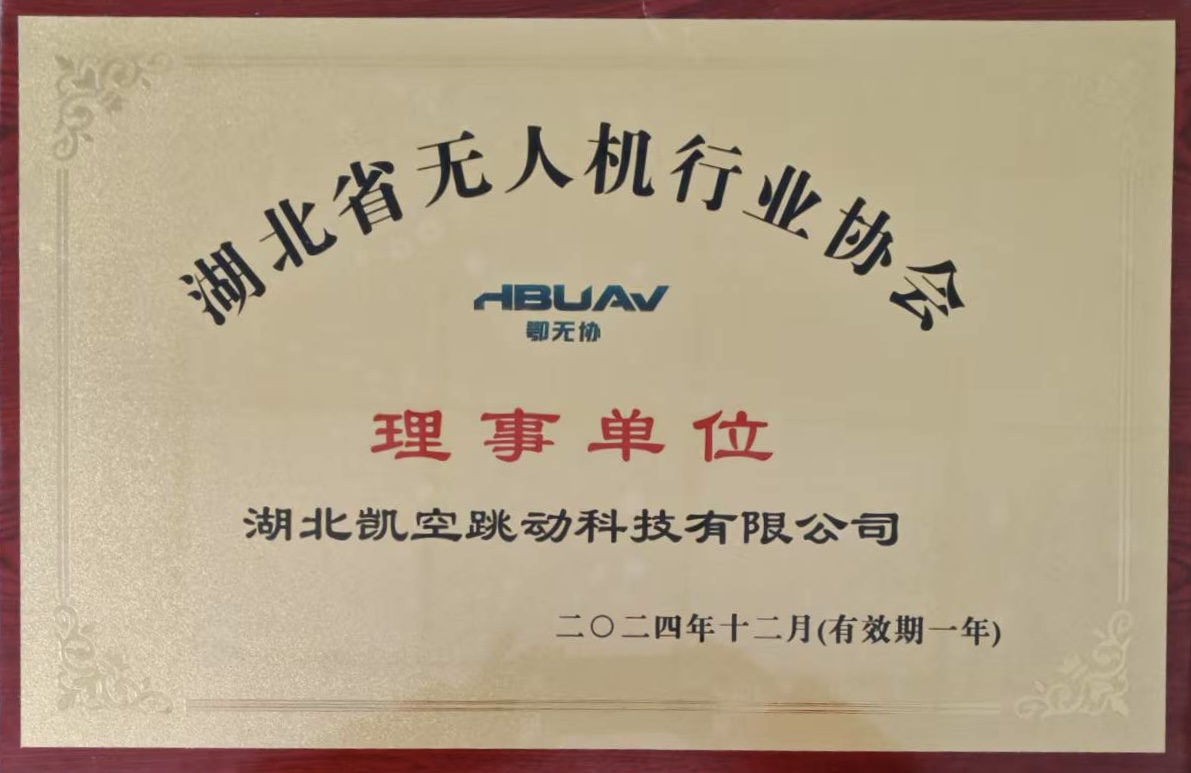 湖北省无人机行业协会
HBUAV
鄂无协
理事单位
湖北凯空跳动科技有限公司
二〇二四年十二月(有效期一年)